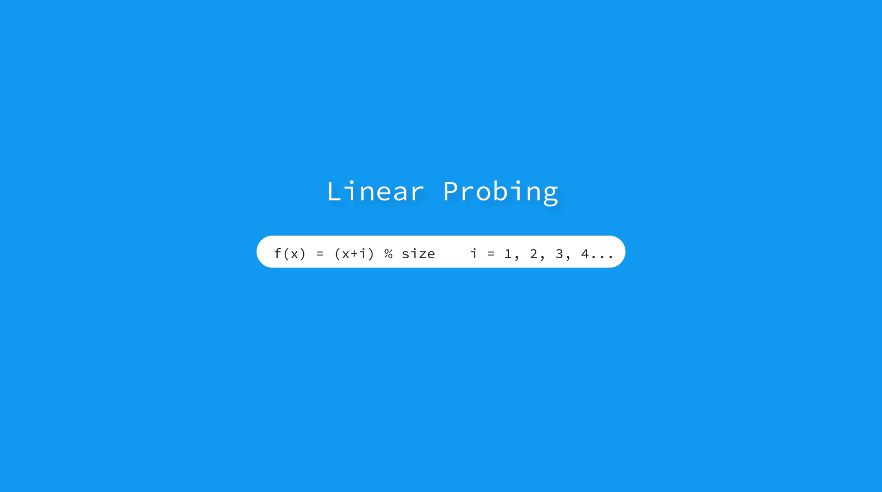 Linear Probing
f(x) = (x+i) % size    i = 1, 2, 3, 4...